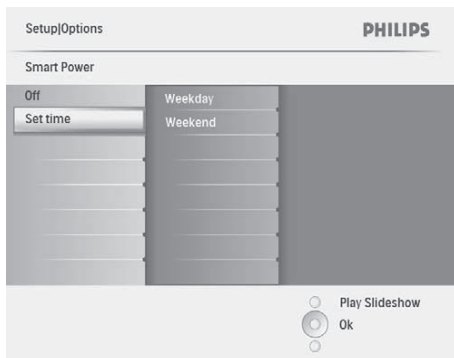 Setup|Options
PHILIPS
Smart Power
Off
Weekday
Set time
Weekend
Play Slideshow
Ok